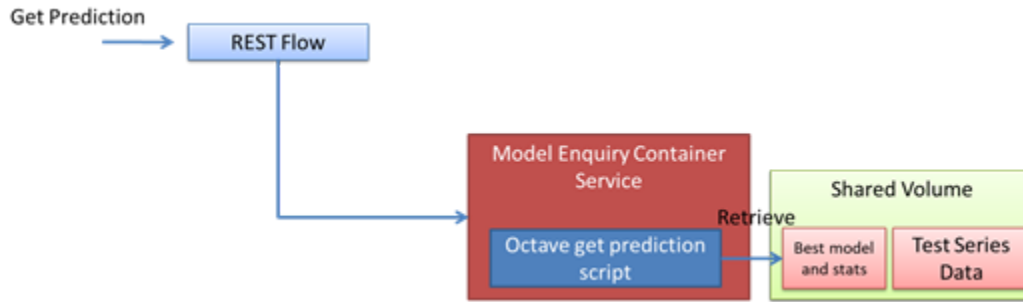 Get Prediction
REST Flow
Model Enquiry Container
Service
Shared Volume
Retrieve
Octave get prediction
script
Best model
and stats
Test Series
Data